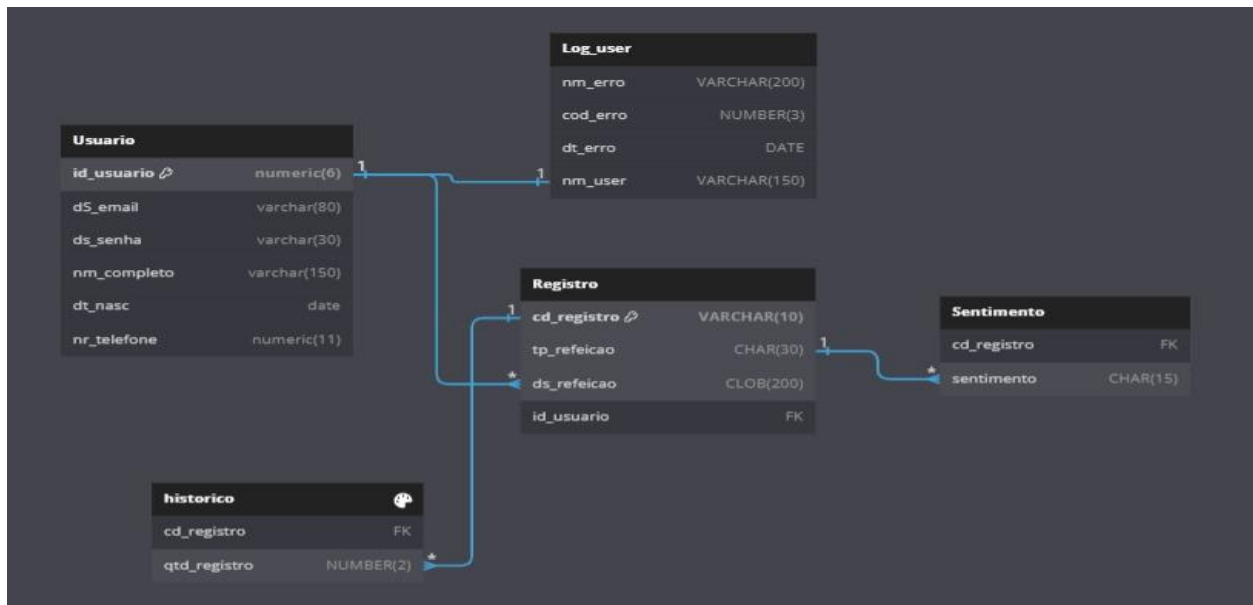 Log_user
nm_erro VARCHAR(200)
cod_erro NUMBER(3)
dt_erro DATE
1 nm_user VARCHAR(150)
Usuario
id_usuario numeric(6) 1
dS_email varchar(80)
ds_senha varchar(30)
nm_completo varchar(150)
dt_nasc date
nr_telefone numeric(11)
Registro
1 cd_registro VARCHAR(10)
tp_refeicao CHAR(30) 1
* ds_refeicao CLOB(200)
id_usuario FK
Sentimento
cd_registro FK
* sentimento CHAR(15)
historico
cd_registro FK
qtd_registro NUMBER(2) *